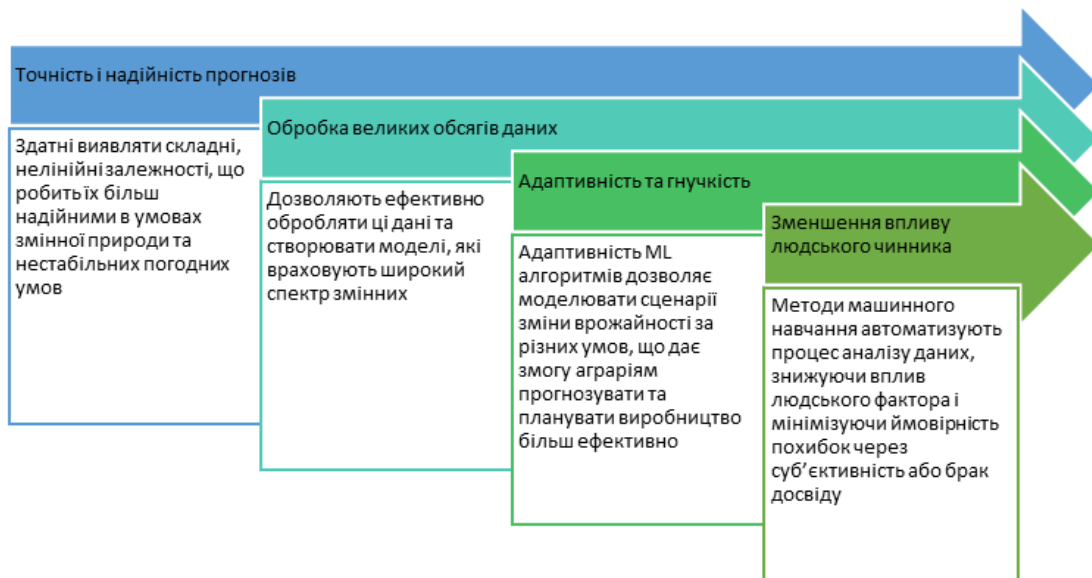 Точність і надійність прогнозів
Здатні виявляти складні,
нелінійні залежності, що
робить їх більш
надійними в умовах
змінної природи та
нестабільних погодних
умов
Обробка великих обсягів даних
Дозволяють ефективно
обробляти ці дані та
створювати моделі, які
враховують широкий
спектр змінних
Адаптивність та гнучкість
Адаптивність ML
алгоритмів дозволяє
моделювати сценарії
зміни врожайності за
різних умов, що дає
змогу аграріям
прогнозувати та
планувати виробництво
більш ефективно
Зменшення впливу
людського чинника
Методи машинного
навчання автоматизують
процес аналізу даних,
знижуючи вплив
людського фактора і
мінімізуючи ймовірність
похибок через
суб’єктивність або брак
досвіду